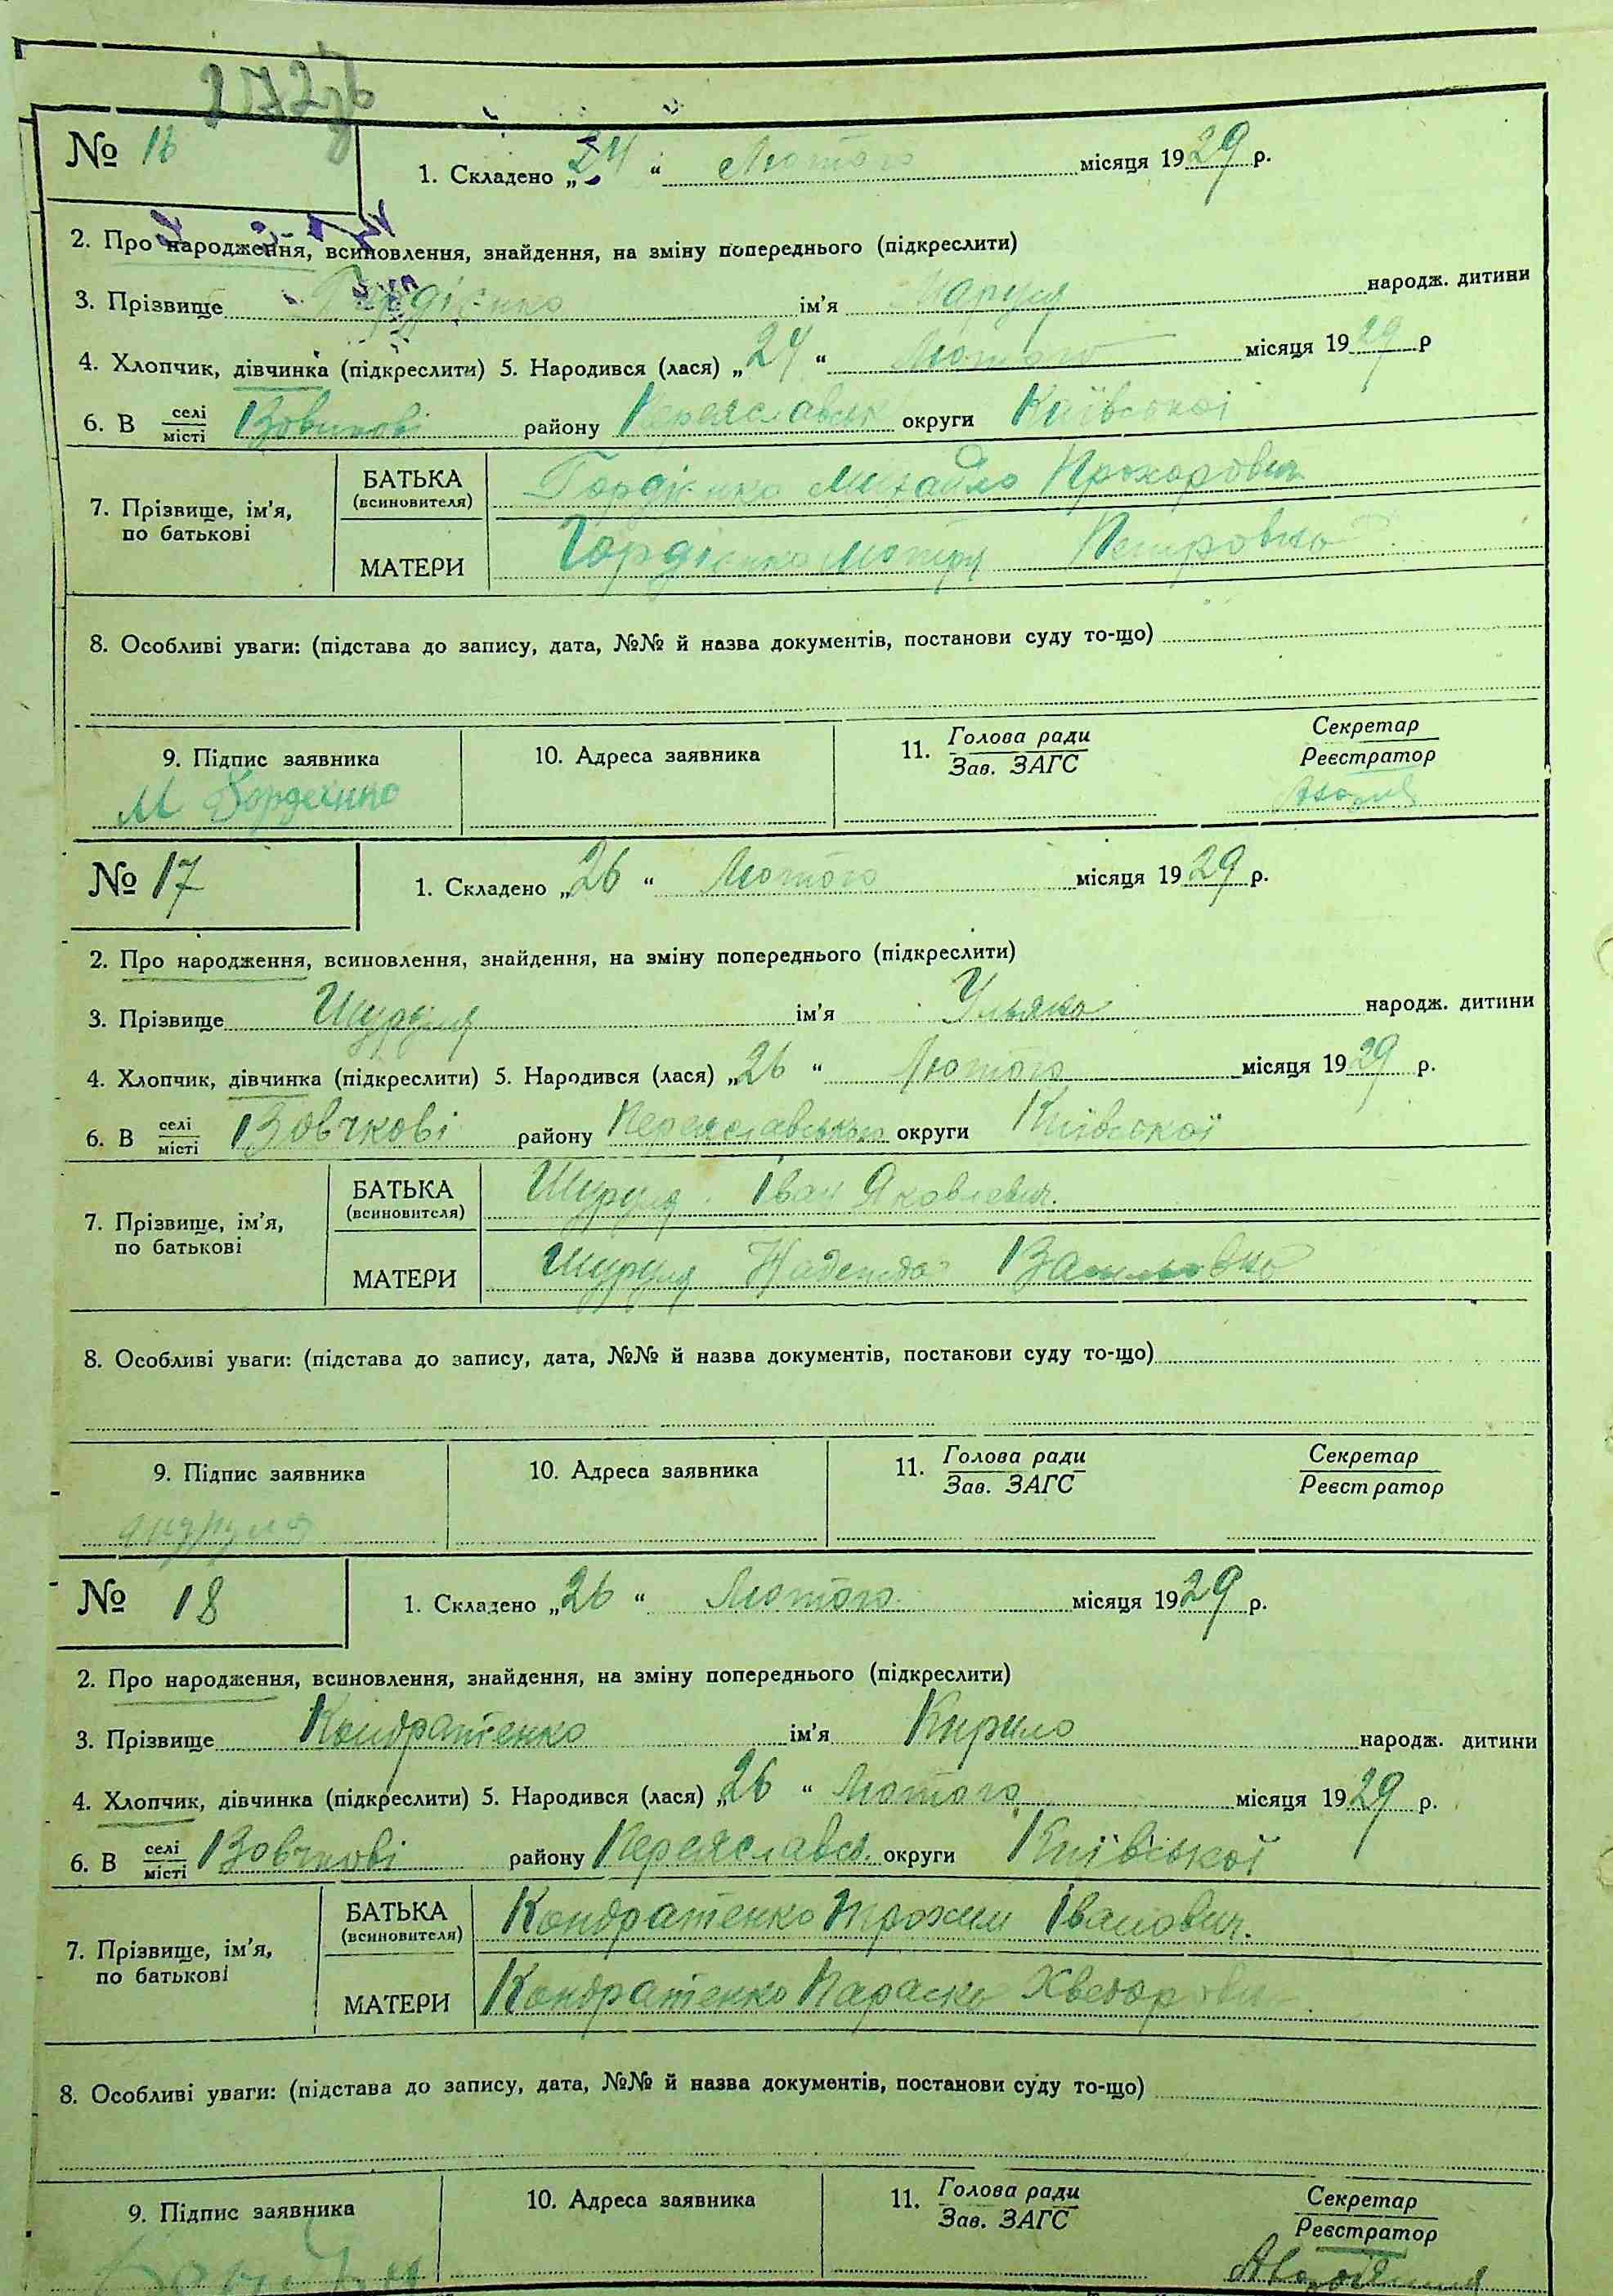 272зв
№ 16
1. Складено „24“ Лютого місяця 1929 р.
2. Про народження, всиновлення, знайдення, на зміну попереднього (підкреслити)
3. Прізвище Гордієнко ім’я Маруся народж. дитини
4. Хлопчик, дівчинка (підкреслити) 5. Народився (лася) „24“ Лютого місяця 1929 р
6. В селі/місті Вовчкові району Переяславськ округи Київської
7. Прізвище, ім’я, по батькові
БАТЬКА (всиновителя) Гордієнко Михайло Прохорович
МАТЕРИ Гордієнко Мотря Петровна
8. Особливі уваги: (підстава до запису, дата, №№ й назва документів, постанови суду то-що)
9. Підпис заявника 10. Адреса заявника 11. Голова ради Зав. ЗАГС Секретар Реєстратор
М Гордеинко
№ 17
1. Складено „26“ Лютого місяця 1929 р.
2. Про народження, всиновлення, знайдення, на зміну попереднього (підкреслити)
3. Прізвище Шуруля ім’я Ульяна народж. дитини
4. Хлопчик, дівчинка (підкреслити) 5. Народився (лася) „26“ Лютого місяця 1929 р.
6. В селі/місті Вовчкові району Переяславського округи Київської
7. Прізвище, ім’я, по батькові
БАТЬКА (всиновителя) Шуруля Іван Яковлевич.
МАТЕРИ Шуруля Надежда Васильовна
8. Особливі уваги: (підстава до запису, дата, №№ й назва документів, постанови суду то-що)
9. Підпис заявника 10. Адреса заявника 11. Голова ради Зав. ЗАГС Секретар Реєстратор
№ 18
1. Складено „26“ Лютого місяця 1929 р.
2. Про народження, всиновлення, знайдення, на зміну попереднього (підкреслити)
3. Прізвище Кондратенко ім’я Кирило народж. дитини
4. Хлопчик, дівчинка (підкреслити) 5. Народився (лася) „26“ Лютого місяця 1929 р.
6. В селі/місті Вовчкові району Переяславсь. округи Київської
7. Прізвище, ім’я, по батькові
БАТЬКА (всиновителя) Кондратенко Трохим Іванович.
МАТЕРИ Кондратенко Параска
8. Особливі уваги: (підстава до запису, дата, №№ й назва документів, постанови суду то-що)
9. Підпис заявника 10. Адреса заявника 11. Голова ради Зав. ЗАГС Секретар Реєстратор